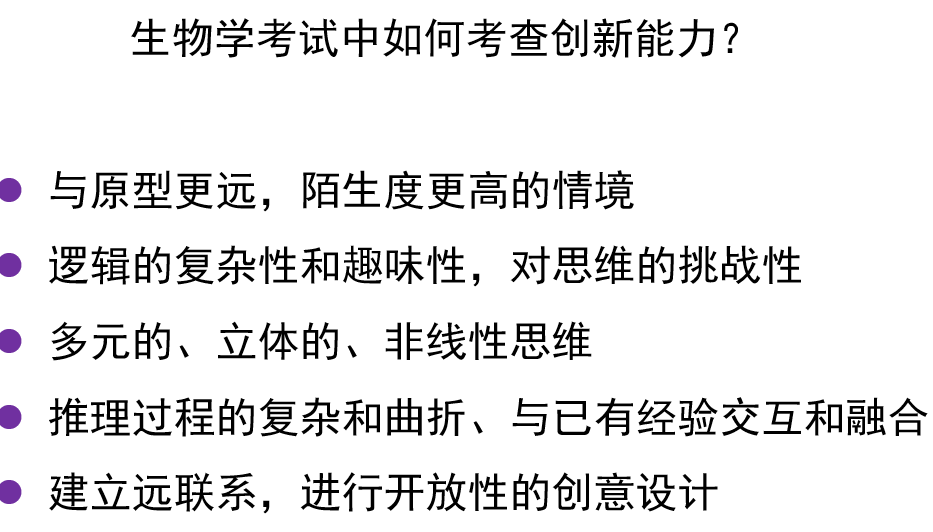 生物学考试中如何考查创新能力？
与原型更远，陌生度更高的情境
逻辑的复杂性和趣味性，对思维的挑战性
多元的、立体的、非线性思维
推理过程的复杂和曲折、与已有经验交互和融合
建立远联系，进行开放性的创意设计